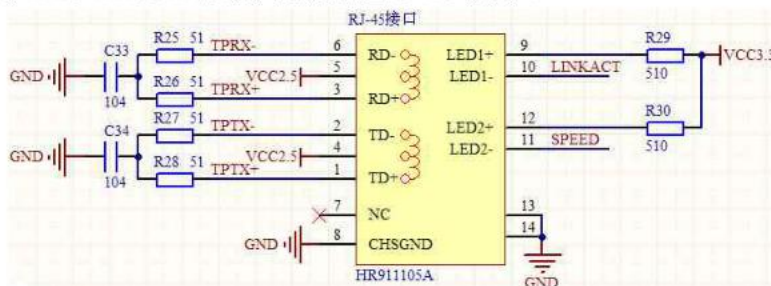 RJ-45接口
R25 51 TPRX- 6 RD- LED1+ 9 R29
C33 VCC2.5 5 LED1- 10 LINKACT 510 VCC3.3
GND 104 R26 51 TPRX+ 3 RD+
R27 51 TPTX- 2 TD- LED2+ 12 R30
C34 VCC2.5 4 LED2- 11 SPEED 510
GND 104 R28 51 TPTX+ 1 TD+
7 NC 13
GND 8 CHSGND 14
HR911105A GND